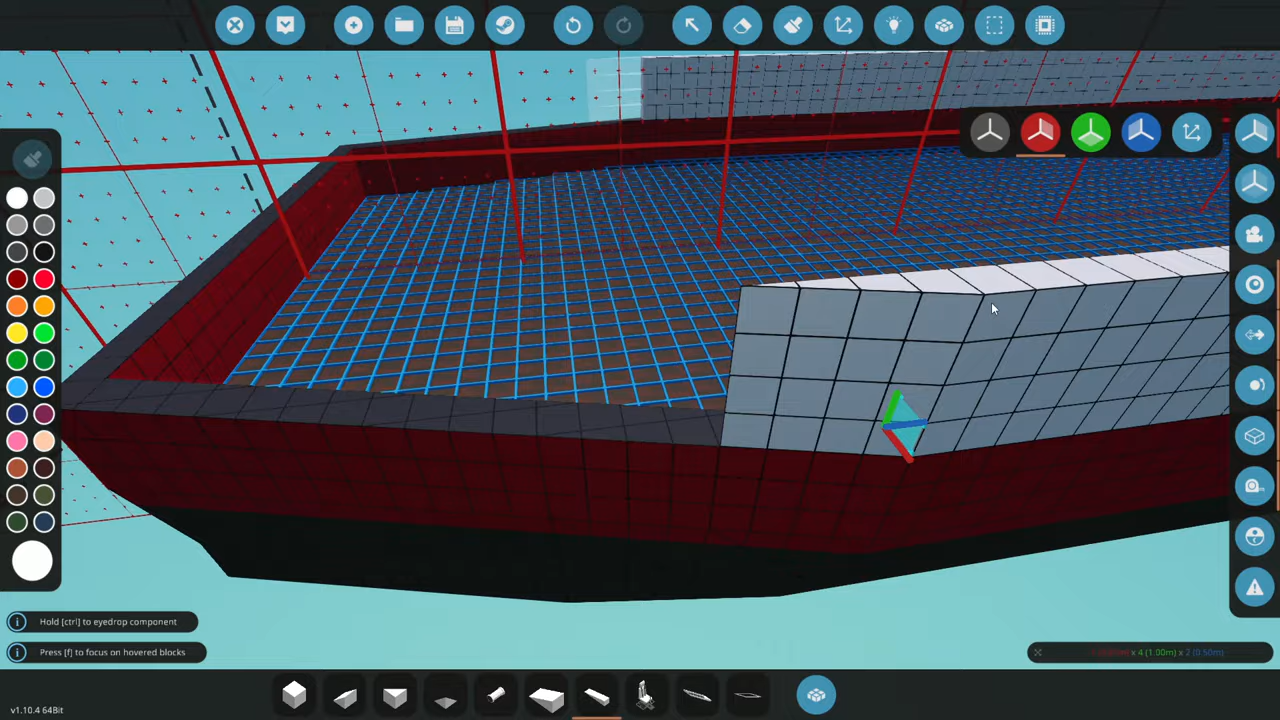 Hold [ctrl] to eyedrop component
Press [f] to focus on hovered blocks
x 4 (1.00m) x 2 (0.50m)
v1.10.4 64Bit